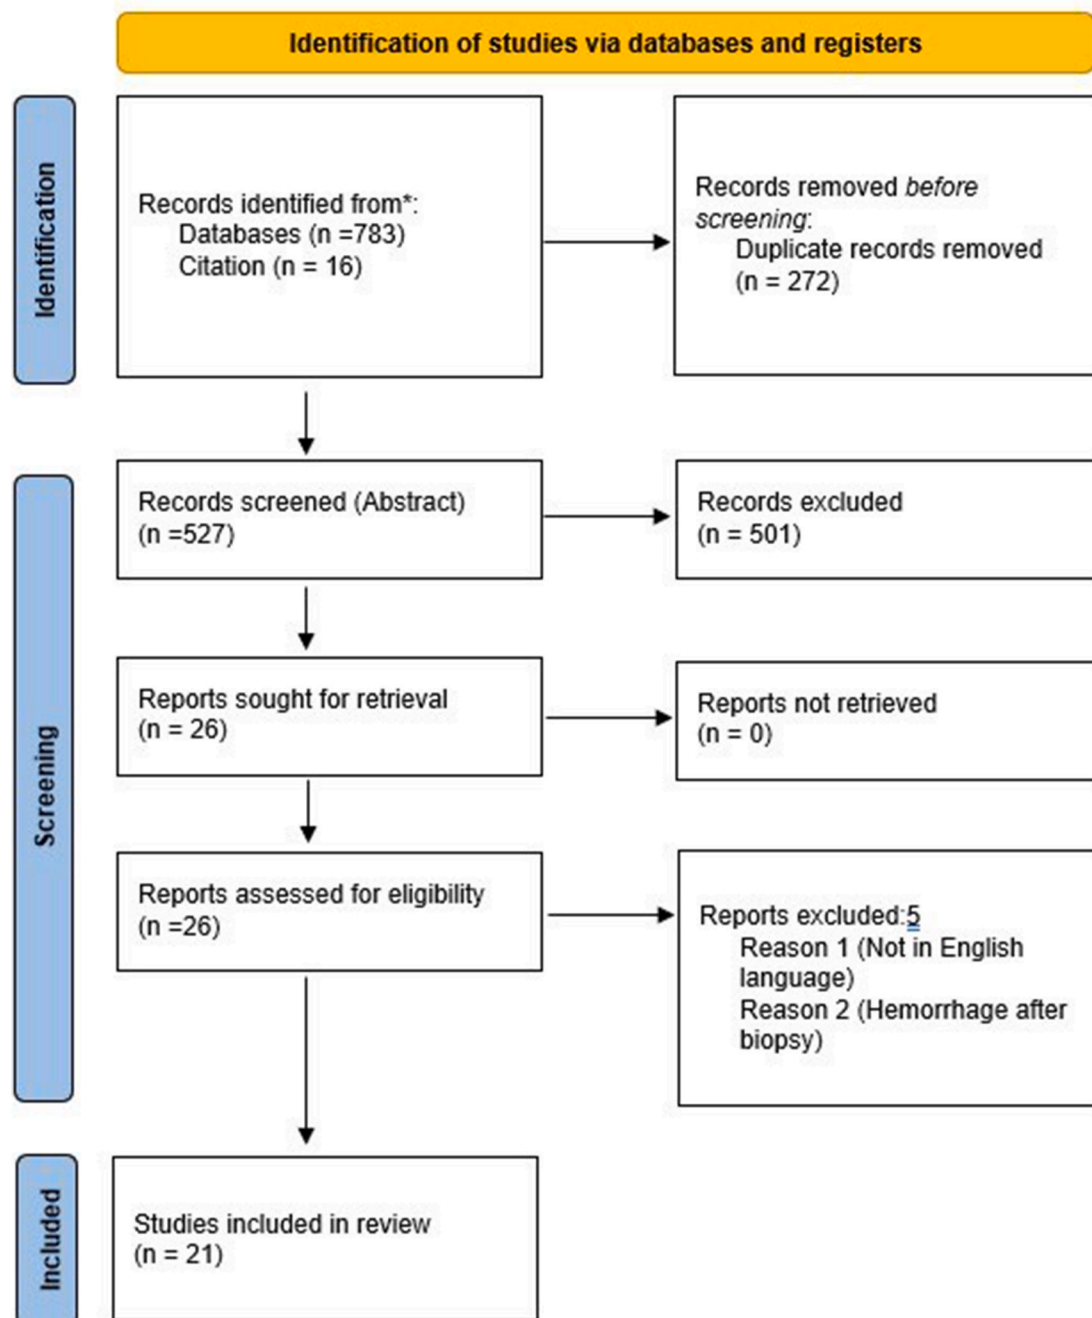 Identification of studies via databases and registers
Identification
Records identified from*:
Databases (n =783)
Citation (n = 16)
Records removed before
screening:
Duplicate records removed
(n = 272)
Screening
Records screened (Abstract)
(n =527)
Records excluded
(n = 501)
Reports sought for retrieval
(n = 26)
Reports not retrieved
(n = 0)
Reports assessed for eligibility
(n =26)
Reports excluded:5
Reason 1 (Not in English
language)
Reason 2 (Hemorrhage after
biopsy)
Included
Studies included in review
(n = 21)